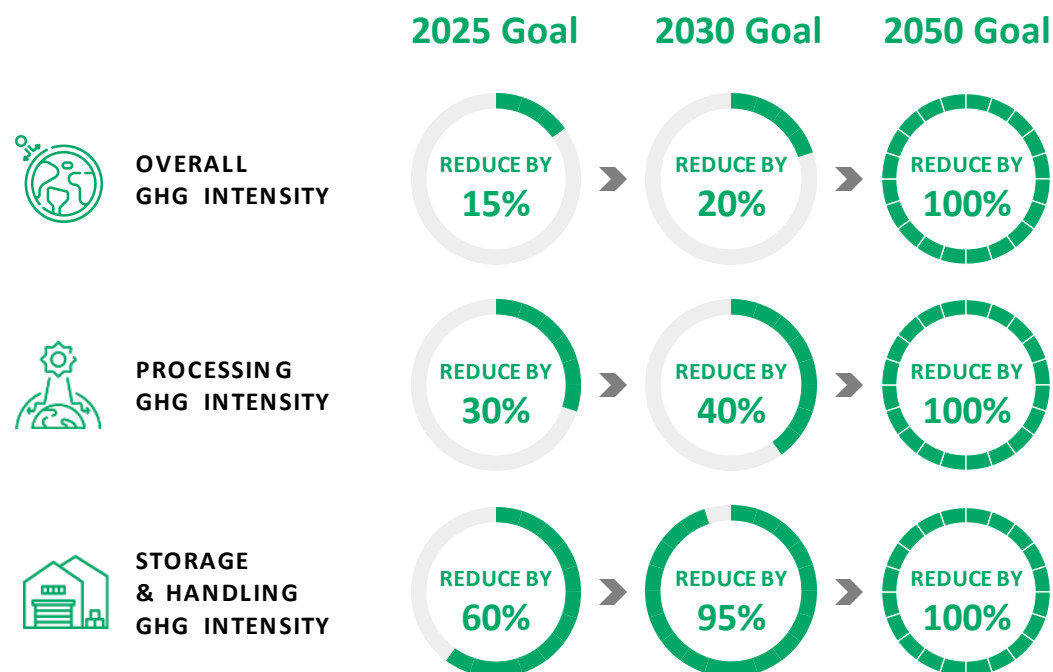 2025 Goal 2030 Goal 2050 Goal
OVERALL
GHG INTENSITY
REDUCE BY
15%
REDUCE BY
20%
REDUCE BY
100%
PROCESSING
GHG INTENSITY
REDUCE BY
30%
REDUCE BY
40%
REDUCE BY
100%
STORAGE
& HANDLING
GHG INTENSITY
REDUCE BY
60%
REDUCE BY
95%
REDUCE BY
100%